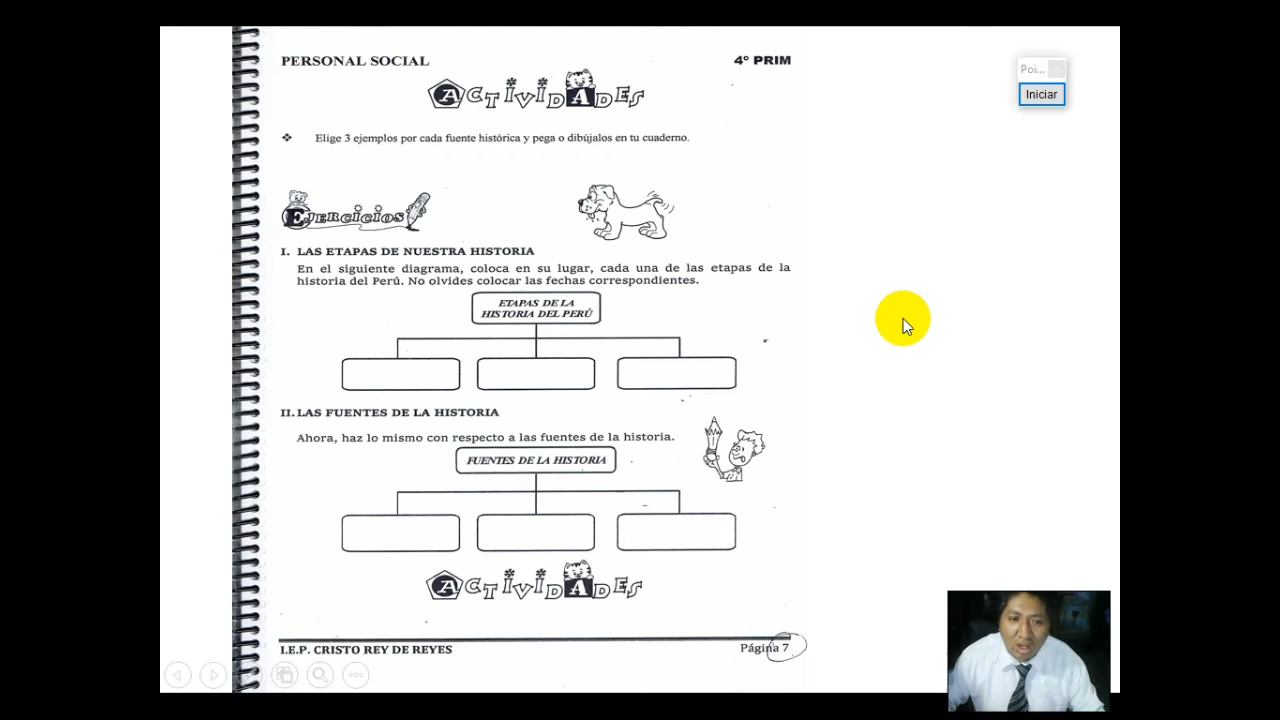 PERSONAL SOCIAL
4º PRIM
ACTIVIDADES
❖ Elige 3 ejemplos por cada fuente histórica y pega o dibújalos en tu cuaderno.
EJERCICIOS
I. LAS ETAPAS DE NUESTRA HISTORIA
En el siguiente diagrama, coloca en su lugar, cada una de las etapas de la
historia del Perú. No olvides colocar las fechas correspondientes.
ETAPAS DE LA
HISTORIA DEL PERÚ
II. LAS FUENTES DE LA HISTORIA
Ahora, haz lo mismo con respecto a las fuentes de la historia.
FUENTES DE LA HISTORIA
ACTIVIDADES
I.E.P. CRISTO REY DE REYES
Página 7
Poi...
Iniciar